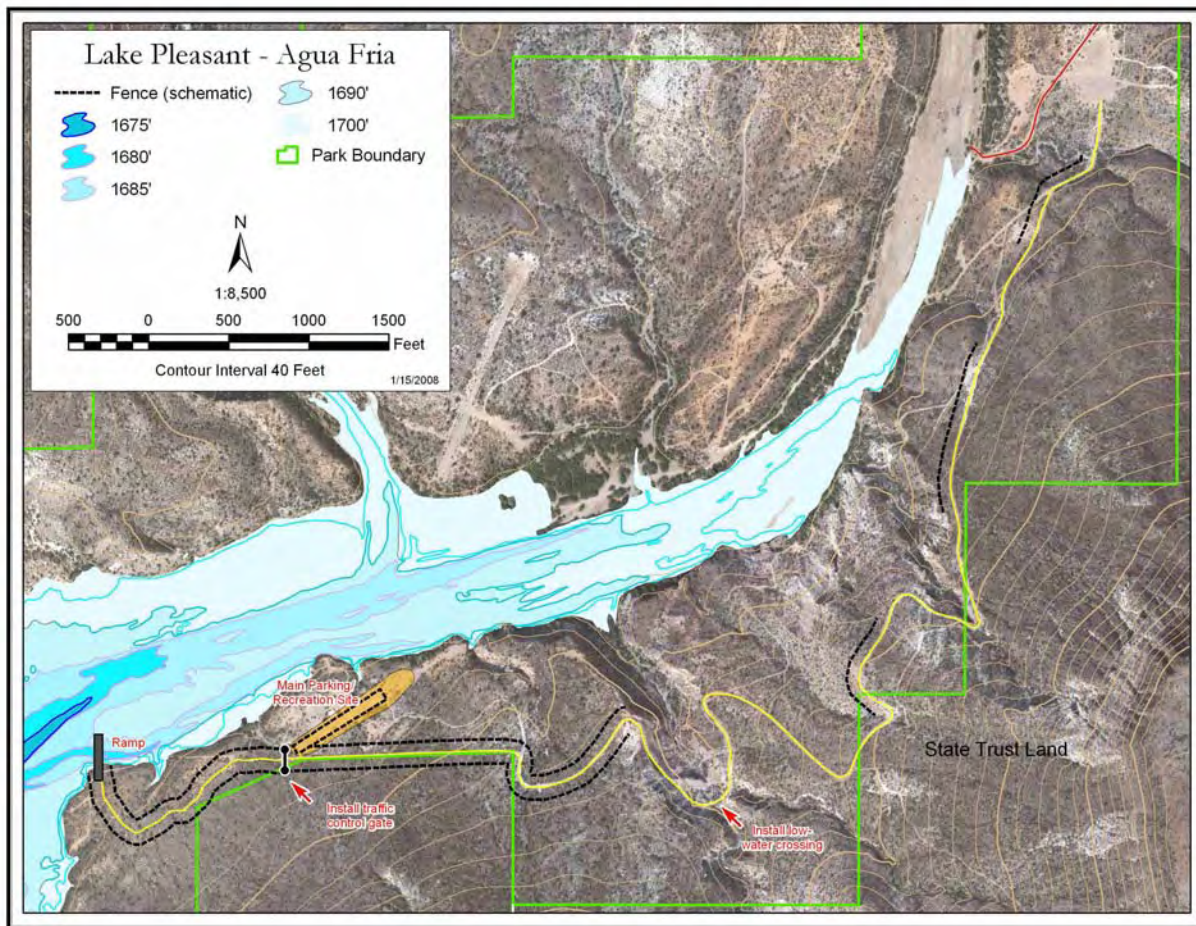 Lake Pleasant - Agua Fria
Fence (schematic)
1675'
1680'
1685'
1690'
1700'
Park Boundary
N
1:8,500
500 0 500 1000 1500
Feet
Contour Interval 40 Feet
1/15/2008
Main Parking/
Recreation Site
Ramp
Install traffic
control gate
Install low-
water crossing
State Trust Land